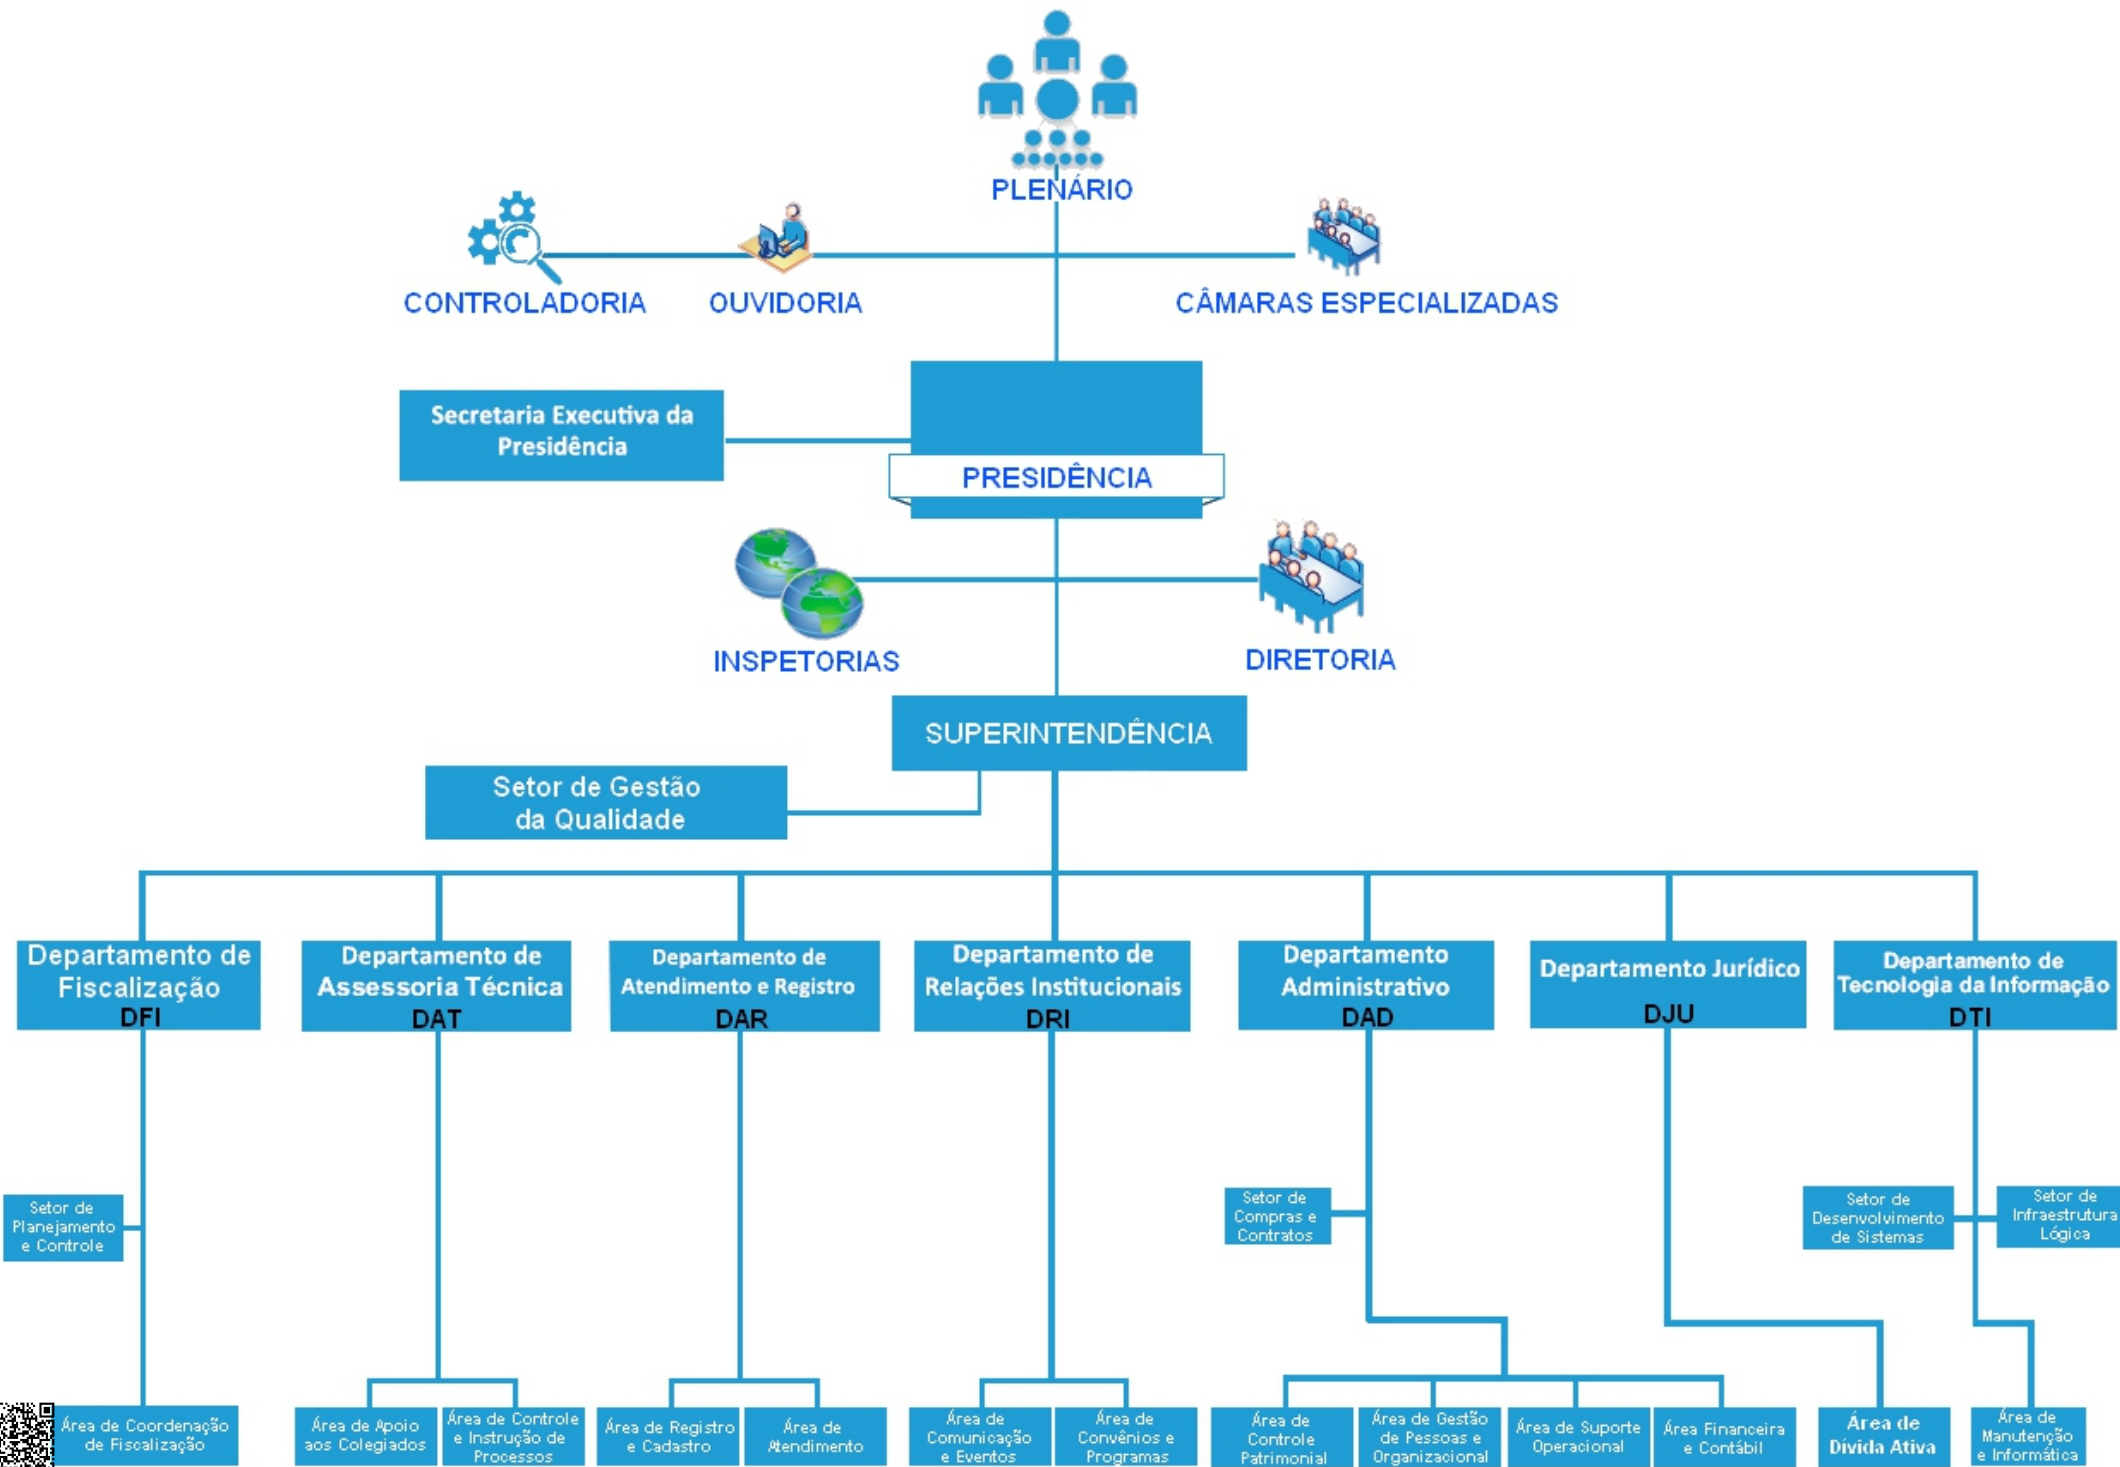 PLENÁRIO
CONTROLADORIA
OUVIDORIA
CÂMARAS ESPECIALIZADAS
Secretaria Executiva da
Presidência
PRESIDÊNCIA
INSPETORIAS
DIRETORIA
SUPERINTENDÊNCIA
Setor de Gestão
da Qualidade
Departamento de
Fiscalização
DFI
Departamento de
Assessoria Técnica
DAT
Departamento de
Atendimento e Registro
DAR
Departamento de
Relações Institucionais
DRI
Departamento
Administrativo
DAD
Departamento Jurídico
DJU
Departamento de
Tecnologia da Informação
DTI
Setor de
Planejamento
e Controle
Setor de
Compras e
Contratos
Setor de
Desenvolvimento
de Sistemas
Setor de
Infraestrutura
Lógica
Área de Coordenação
de Fiscalização
Área de Apoio
aos Colegiados
Área de Controle
e Instrução de
Processos
Área de Registro
e Cadastro
Área de
Atendimento
Área de
Comunicação
e Eventos
Área de
Convênios e
Programas
Área de
Controle
Patrimonial
Área de Gestão
de Pessoas e
Organizacional
Área de Suporte
Operacional
Área Financeira
e Contábil
Área de
Dívida Ativa
Área de
Manutenção
e Informática